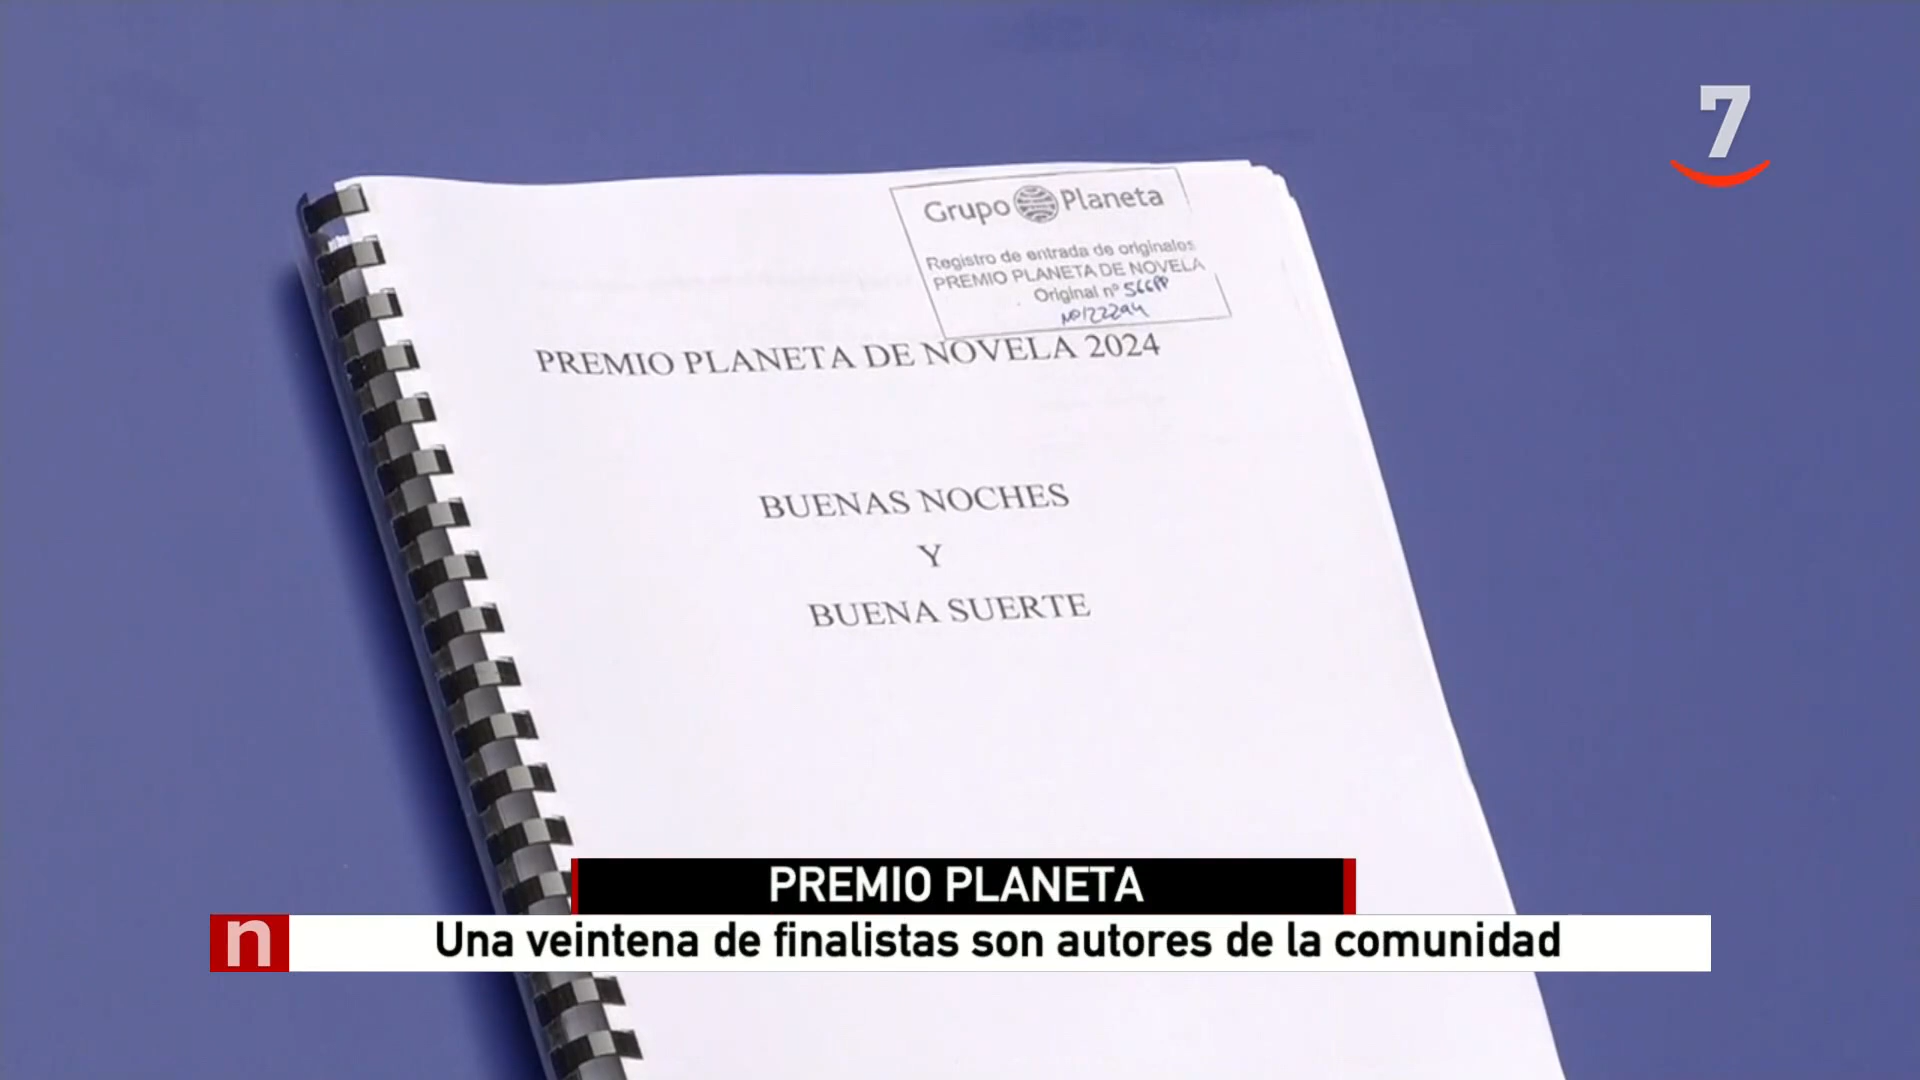 7
Grupo Planeta
Registro de entrada de originales
PREMIO PLANETA DE NOVELA
Original nº 566PP
PREMIO PLANETA DE NOVELA 2024
BUENAS NOCHES
Y
BUENA SUERTE
PREMIO PLANETA
n
Una veintena de finalistas son autores de la comunidad